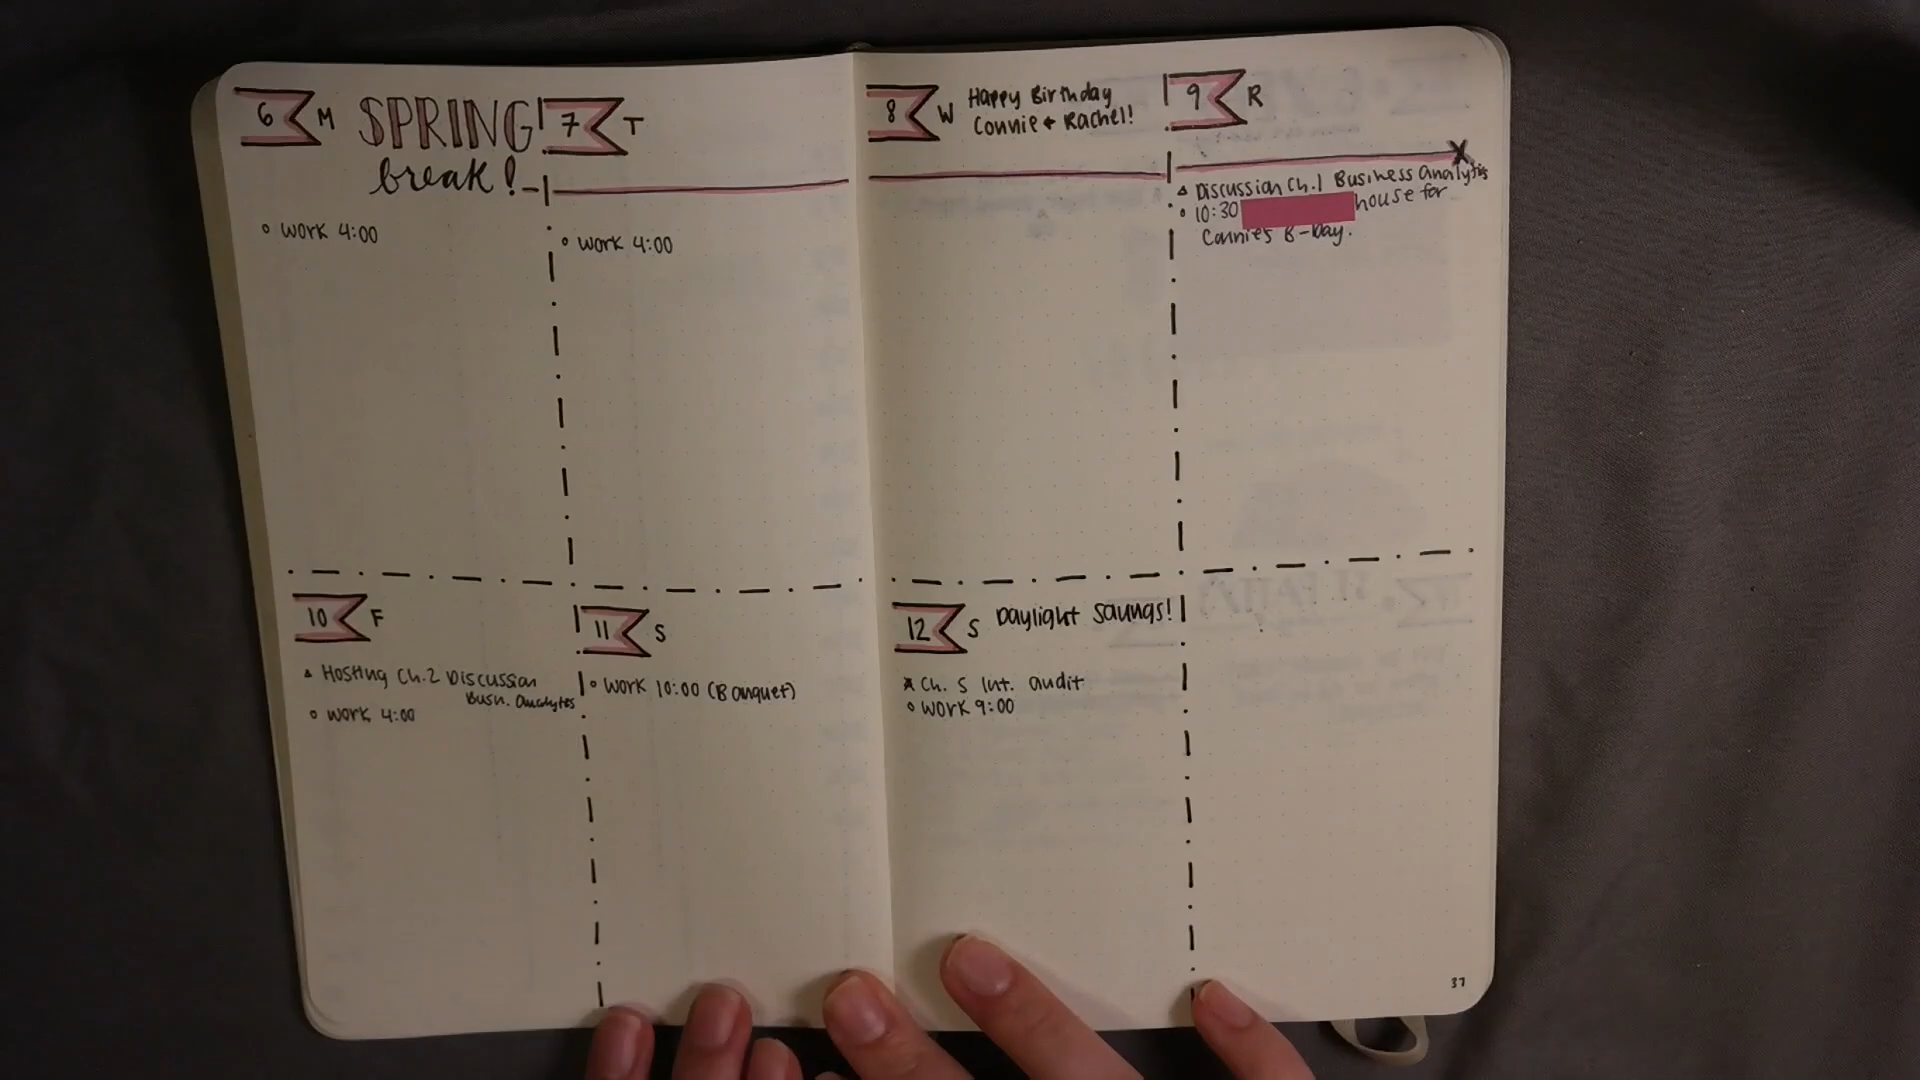 6 M SPRING
break!
○ Work 4:00
7 T
○ Work 4:00
8 W Happy Birthday
Connie + Rachel!
9 R
Discussion Ch.1 Business Analytics
10:30 house for
Connie's B-Day.
10 F
Hosting Ch.2 Discussion
Busn. Analytcs
○ Work 4:00
11 S
○ Work 10:00 (Banquet)
12 S Daylight Savings!
Ch. 5 Int. audit
○ Work 9:00
37